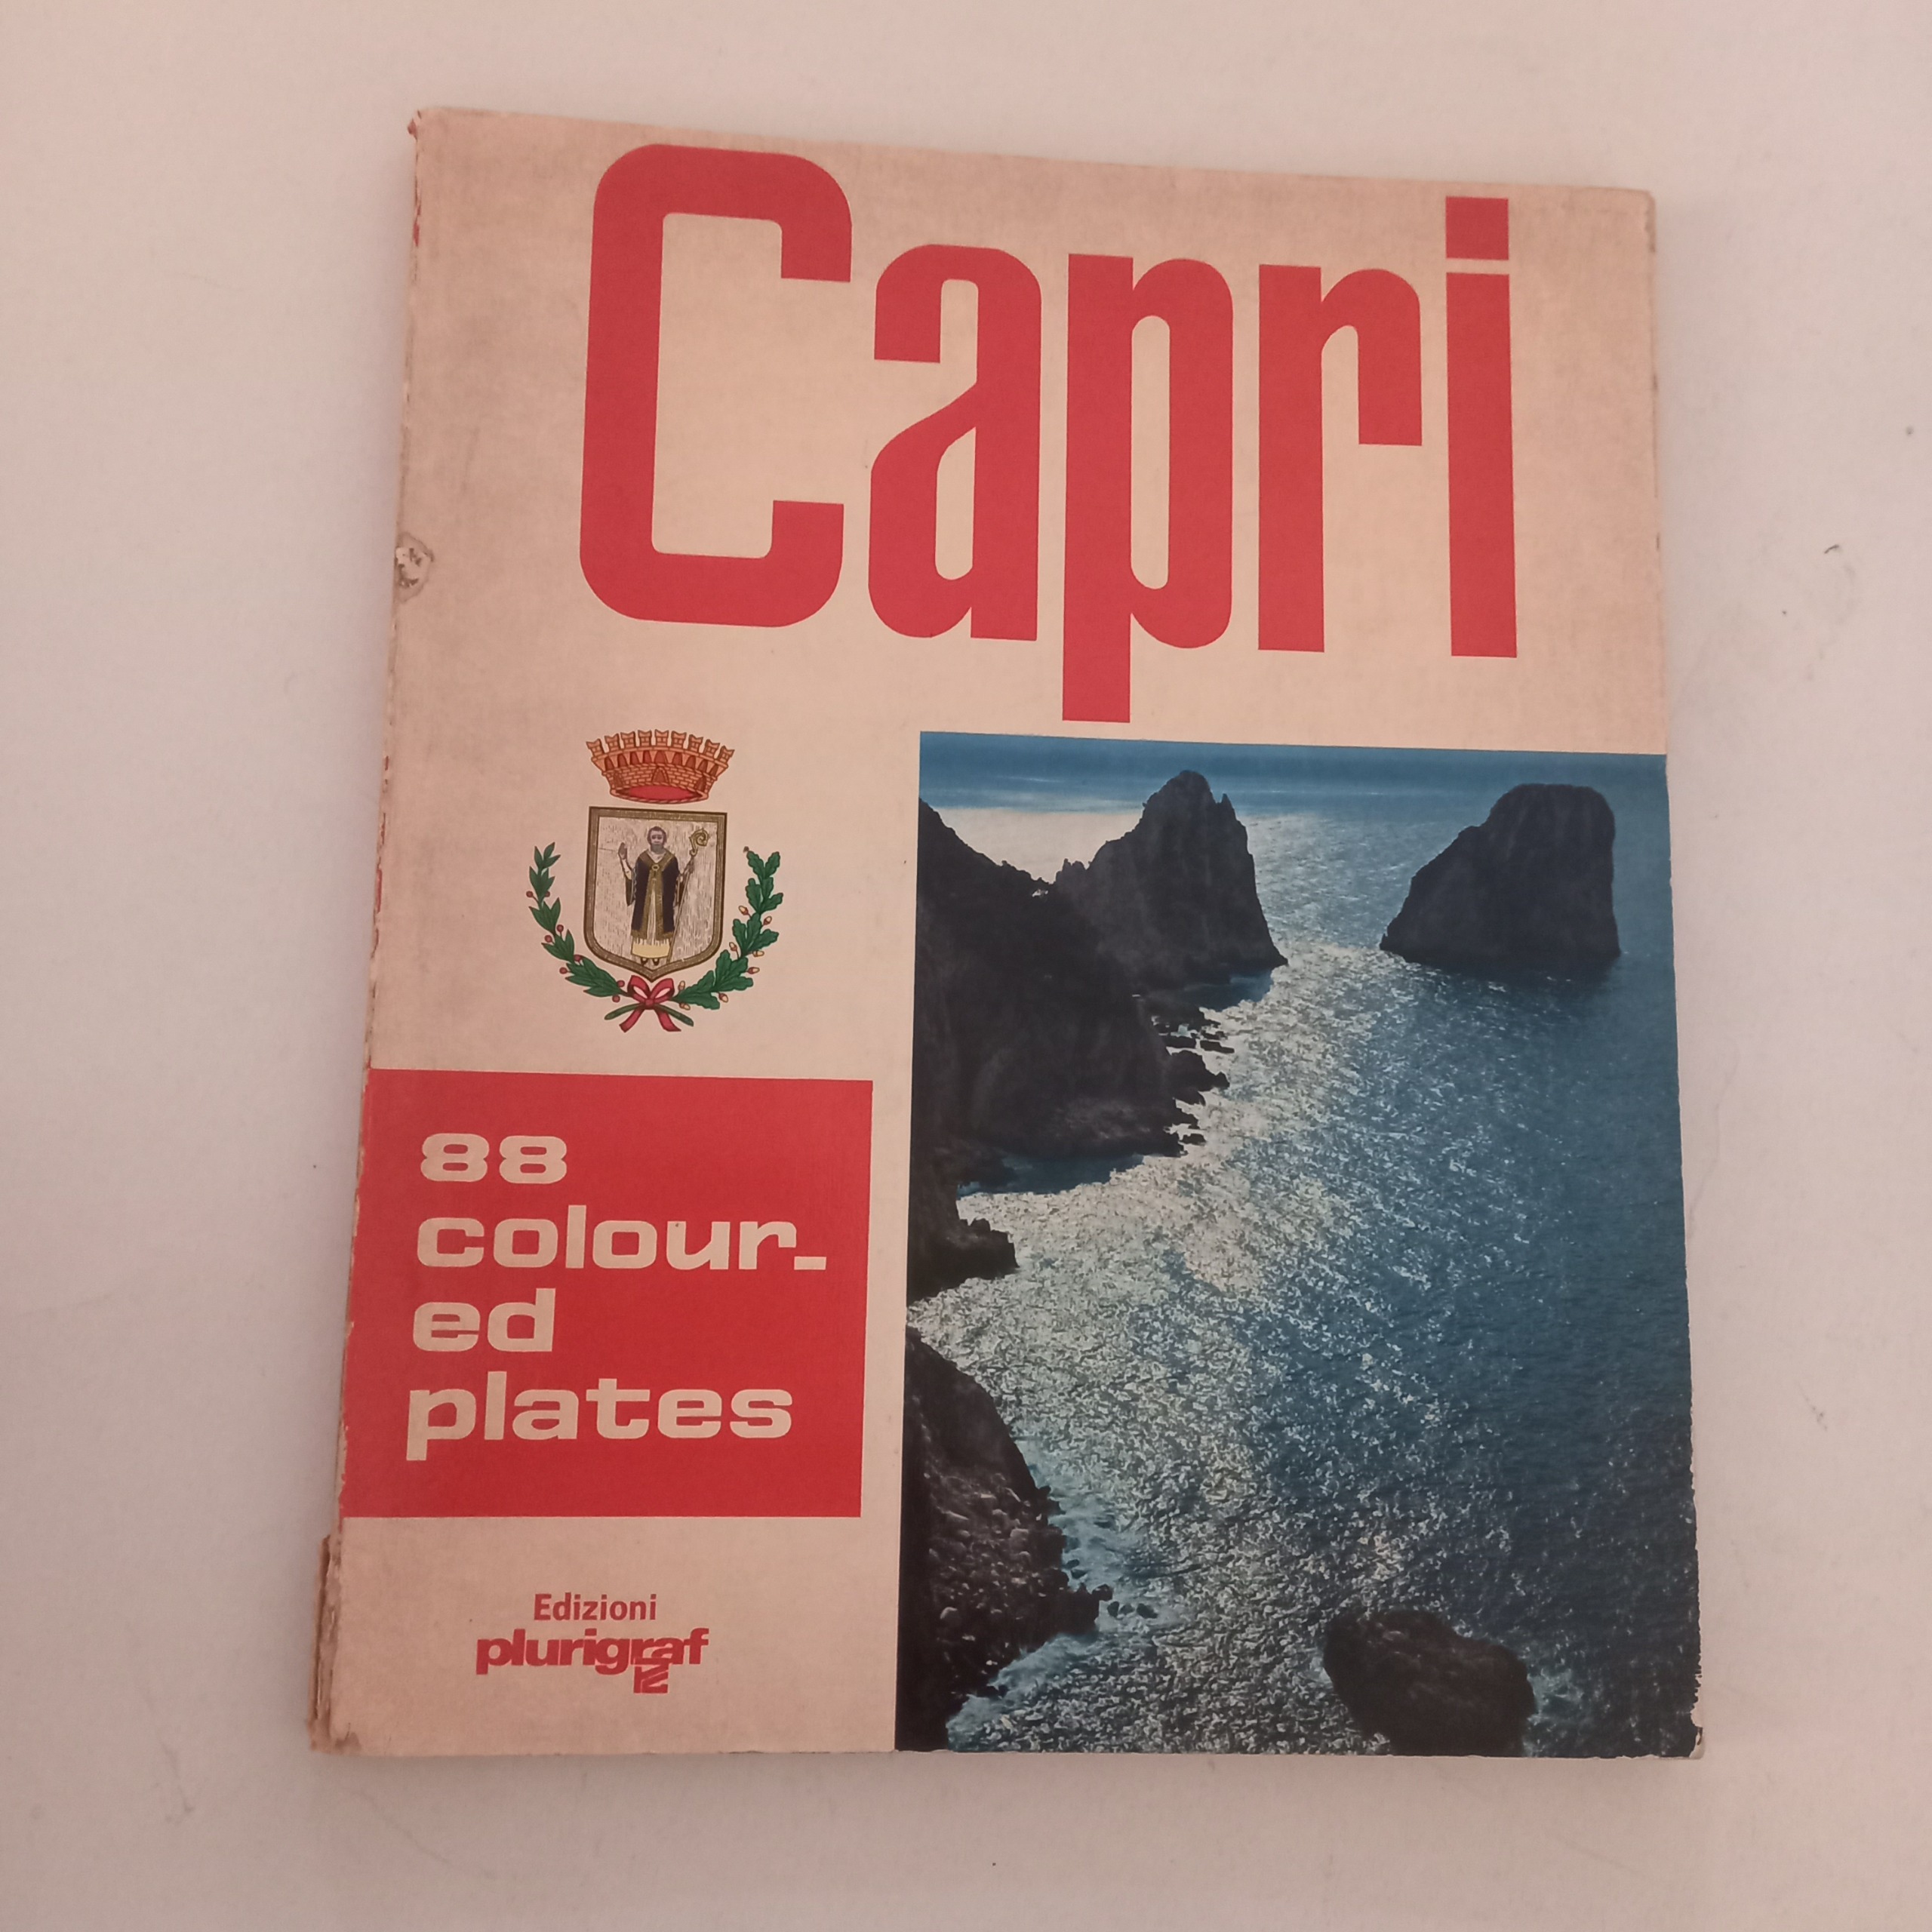 Capri
88
colour-
ed
plates
Edizioni
plurigraf